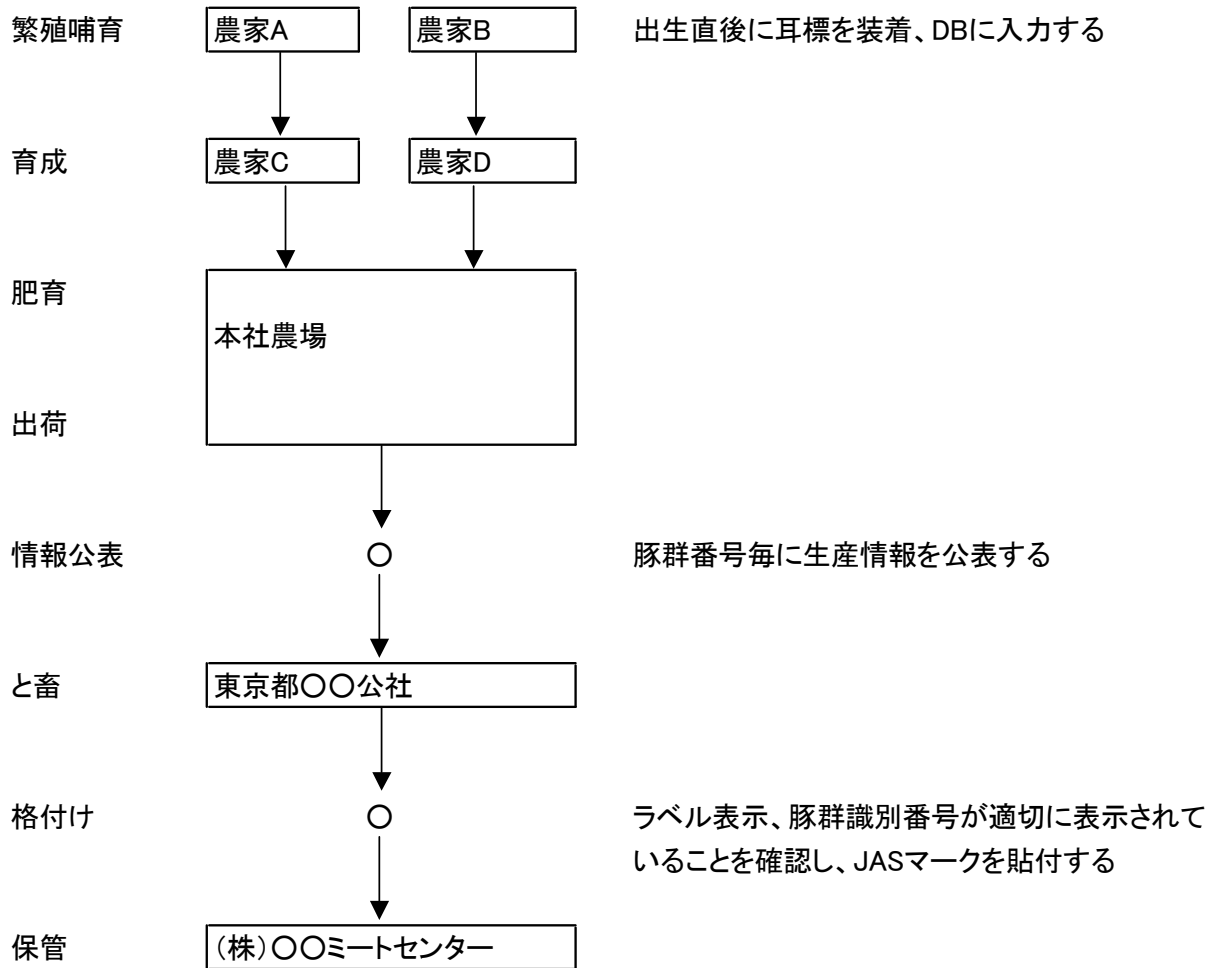 繁殖哺育 農家A 農家B 出生直後に耳標を装着、DBに入力する
育成 農家C 農家D
肥育
本社農場
出荷
情報公表 ○ 豚群番号毎に生産情報を公表する
と畜 東京都○○公社
格付け ○ ラベル表示、豚群識別番号が適切に表示されて
いることを確認し、JASマークを貼付する
保管 (株)○○ミートセンター